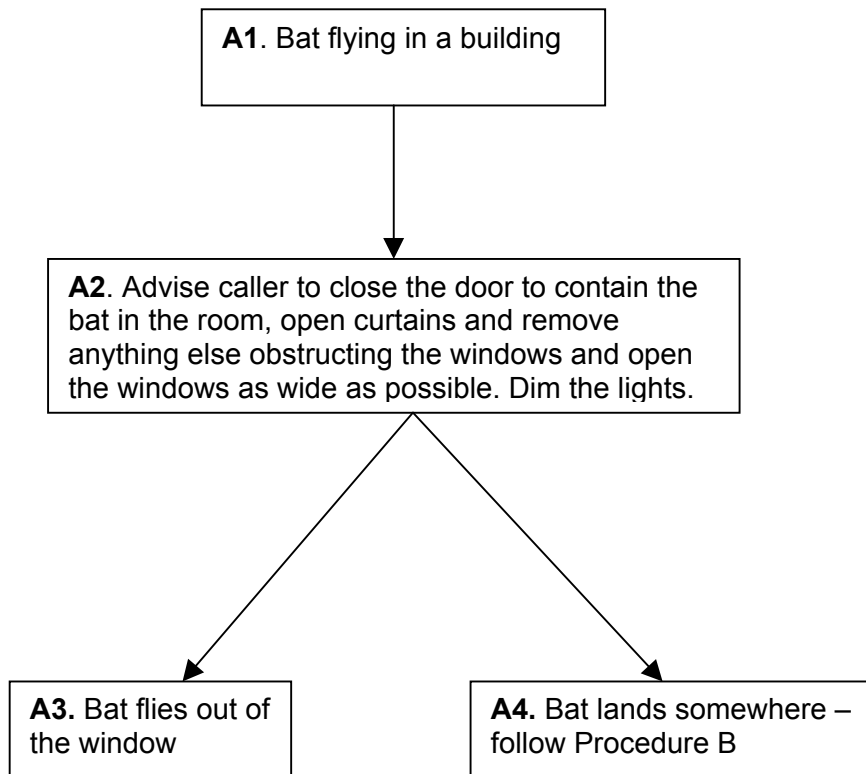 A1. Bat flying in a building
A2. Advise caller to close the door to contain the
bat in the room, open curtains and remove
anything else obstructing the windows and open
the windows as wide as possible. Dim the lights.
A3. Bat flies out of
the window
A4. Bat lands somewhere –
follow Procedure B